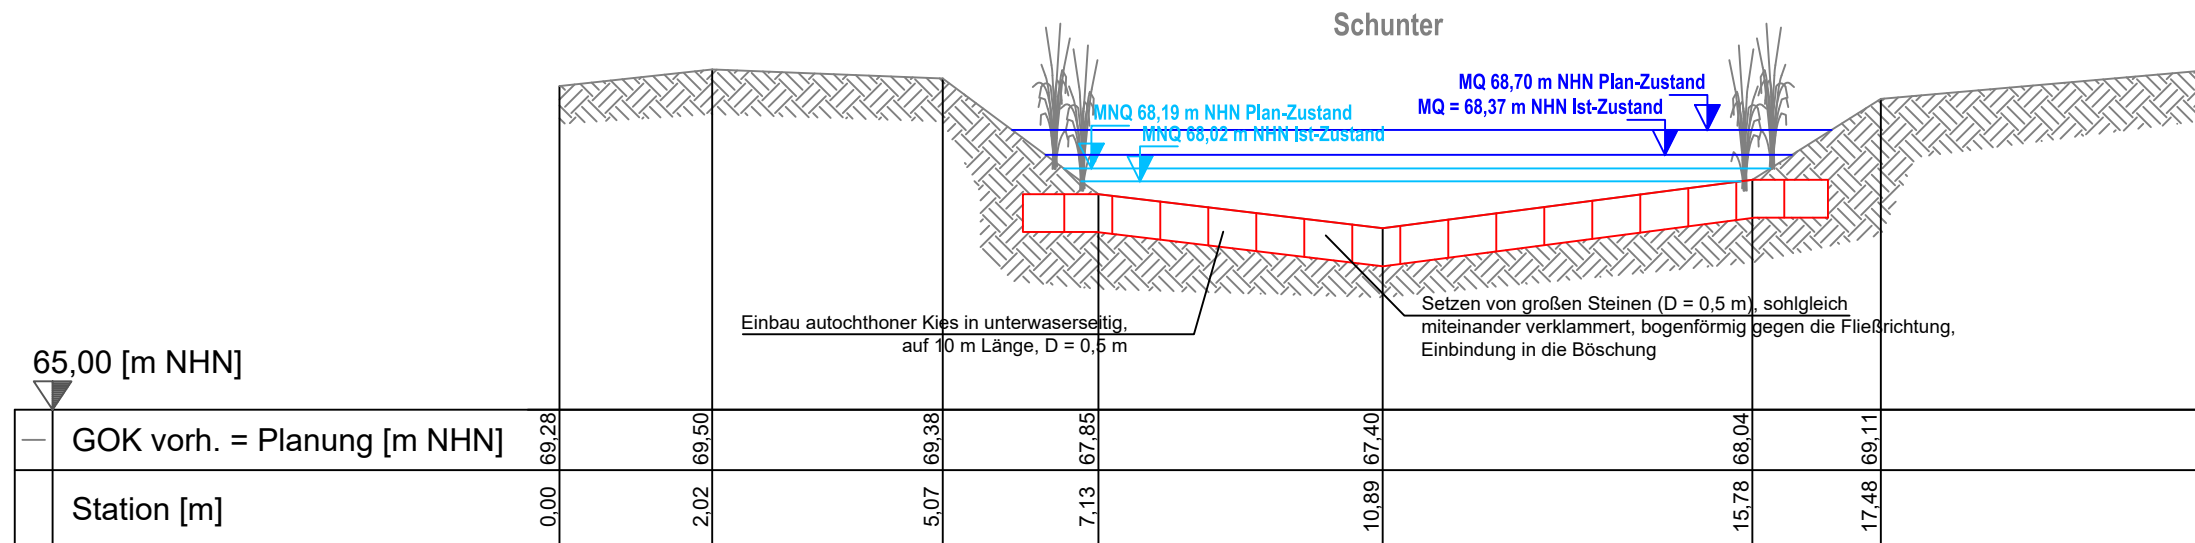 Schunter
MQ 68,70 m NHN Plan-Zustand
MQ = 68,37 m NHN Ist-Zustand
MNQ 68,19 m NHN Plan-Zustand
MNQ 68,02 m NHN Ist-Zustand
Einbau autochthoner Kies in unterwaserseitig,
auf 10 m Länge, D = 0,5 m
Setzen von großen Steinen (D = 0,5 m), sohlgleich
miteinander verklammert, bogenförmig gegen die Fließrichtung,
Einbindung in die Böschung
65,00 [m NHN]
GOK vorh. = Planung [m NHN] 69,28 69,50 69,38 67,85 67,40 68,04 69,11
Station [m] 0,00 2,02 5,07 7,13 10,89 15,78 17,48